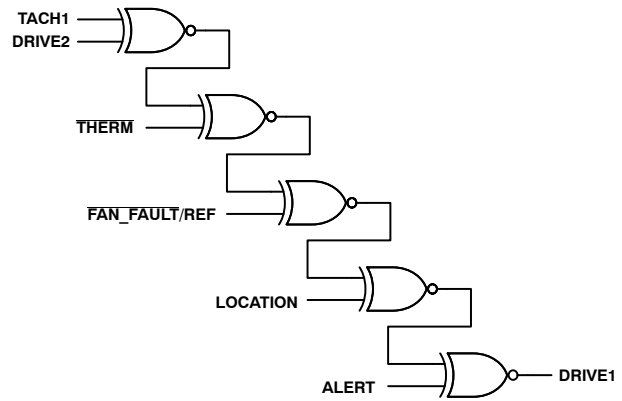 TACH1
DRIVE2
THERM
FAN_FAULT/REF
LOCATION
ALERT
DRIVE1